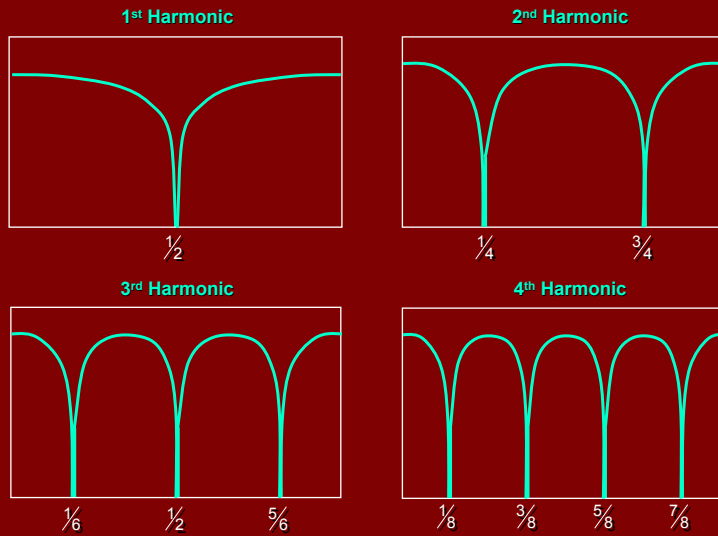 1st Harmonic
2nd Harmonic
1/2
1/4 3/4
3rd Harmonic
4th Harmonic
1/6 1/2 5/6
1/8 3/8 5/8 7/8